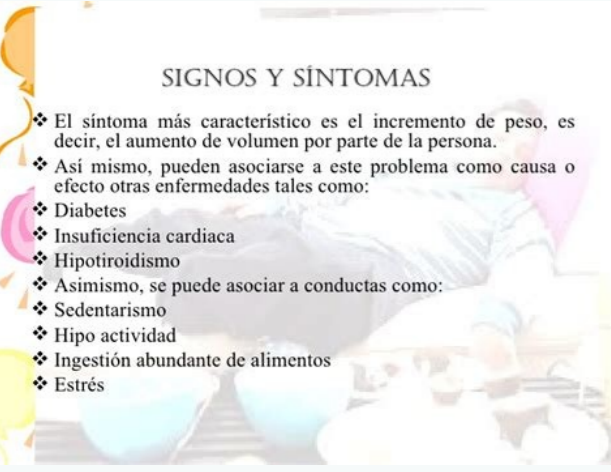 SIGNOS Y SÍNTOMAS
❖ El síntoma más característico es el incremento de peso, es
decir, el aumento de volumen por parte de la persona.
❖ Así mismo, pueden asociarse a este problema como causa o
efecto otras enfermedades tales como:
❖ Diabetes
❖ Insuficiencia cardiaca
❖ Hipotiroidismo
❖ Asimismo, se puede asociar a conductas como:
❖ Sedentarismo
❖ Hipo actividad
❖ Ingestión abundante de alimentos
❖ Estrés